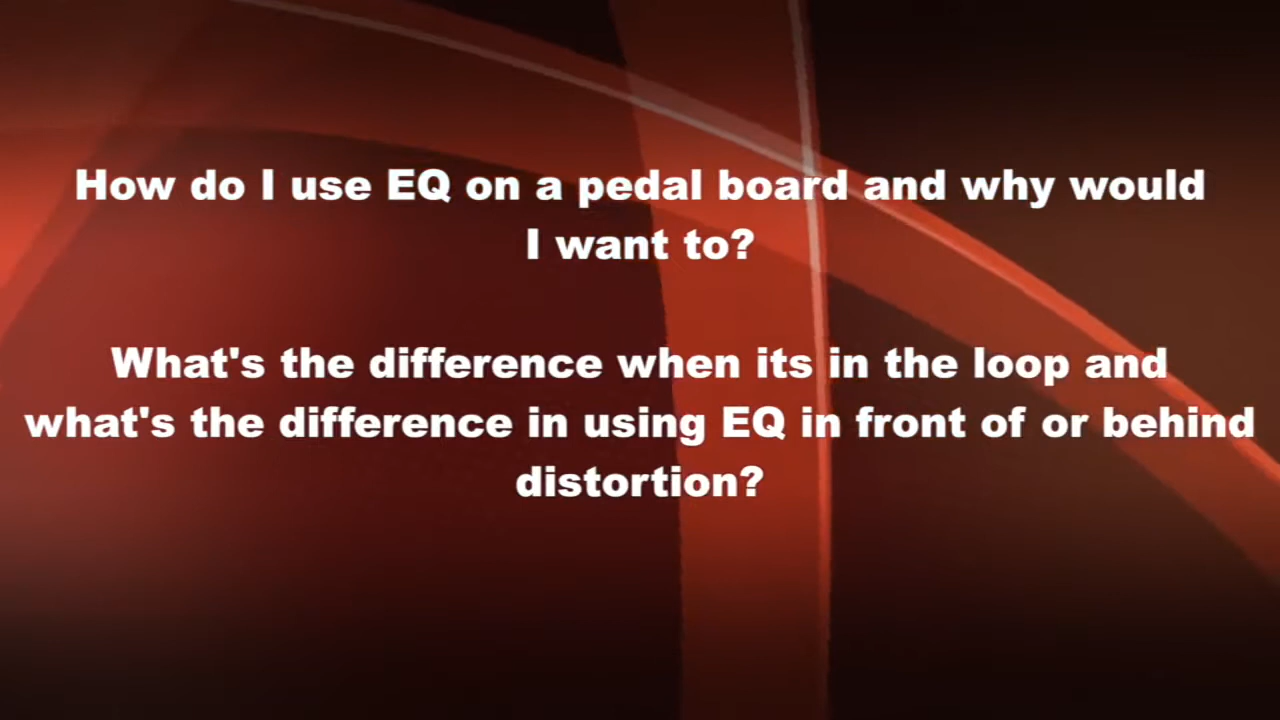 How do I use EQ on a pedal board and why would
I want to?
What's the difference when its in the loop and
what's the difference in using EQ in front of or behind
distortion?